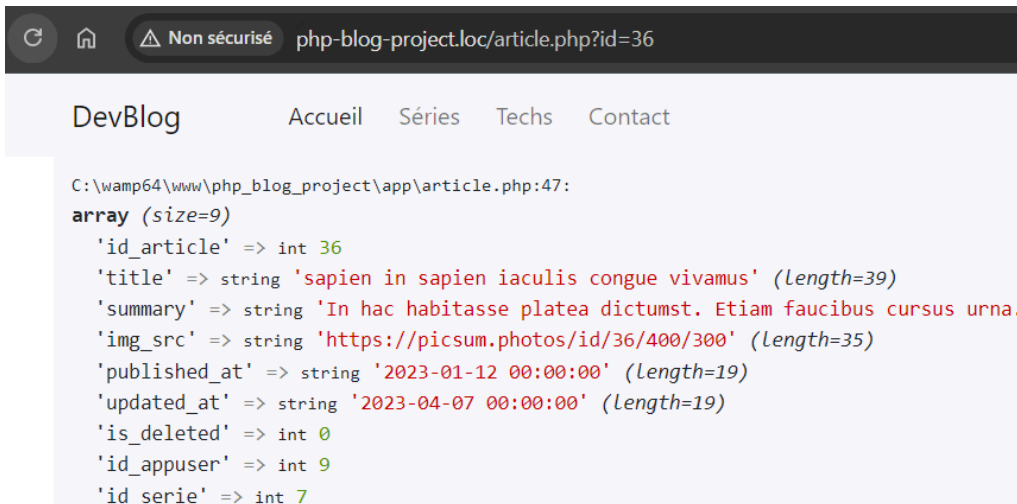 Non sécurisé php-blog-project.loc/article.php?id=36
DevBlog Accueil Séries Techs Contact
C:\wamp64\www\php_blog_project\app\article.php:47:
array (size=9)
'id_article' => int 36
'title' => string 'sapien in sapien iaculis congue vivamus' (length=39)
'summary' => string 'In hac habitasse platea dictumst. Etiam faucibus cursus urna.
'img_src' => string 'https://picsum.photos/id/36/400/300' (length=35)
'published_at' => string '2023-01-12 00:00:00' (length=19)
'updated_at' => string '2023-04-07 00:00:00' (length=19)
'is_deleted' => int 0
'id_appuser' => int 9
'id_serie' => int 7